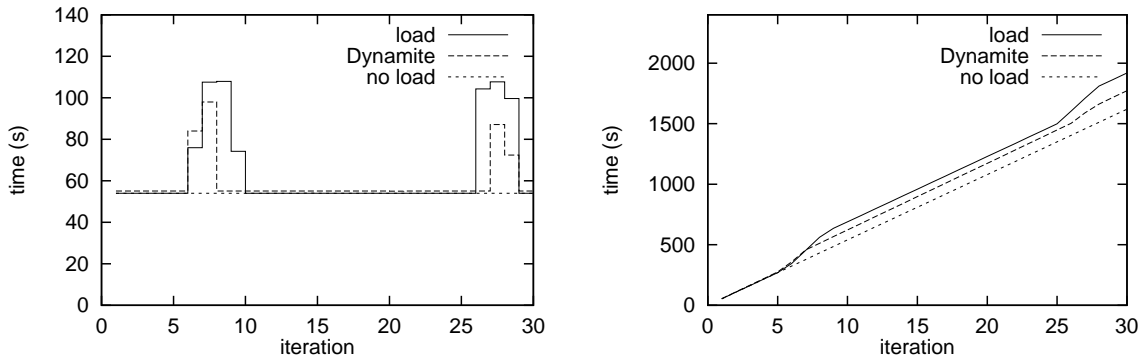 140
120
100
80
60
40
20
0
time (s)
load
Dynamite
no load
0 5 10 15 20 25 30
iteration
2000
1500
1000
500
0
time (s)
load
Dynamite
no load
0 5 10 15 20 25 30
iteration